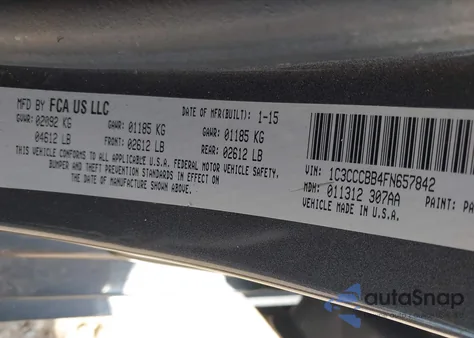 MFD BY FCA US LLC
DATE OF MFR(BUILT): 1-15
GVWR: 02092 KG
GAWR: 01185 KG
GAWR: 01185 KG
04612 LB
FRONT: 02612 LB
REAR: 02612 LB
THIS VEHICLE CONFORMS TO ALL APPLICABLE U.S.A. FEDERAL MOTOR VEHICLE SAFETY,
BUMPER AND THEFT PREVENTION STANDARDS IN EFFECT ON
THE DATE OF MANUFACTURE SHOWN ABOVE.
VIN: 1C3CCCBB4FN657842
MDH: 011312 307AA
PAINT: PA
VEHICLE MADE IN U.S.A.
autaSnap